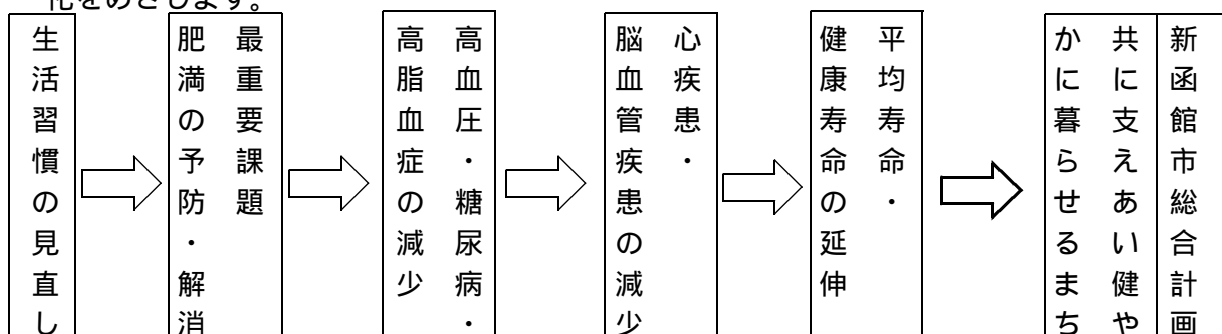 化をめざします。
生活習慣の見直し
最重要課題
肥満の予防・解消
高血圧・糖尿病・
高脂血症の減少
心疾患・
脳血管疾患の減少
平均寿命・
健康寿命の延伸
新函館市総合計画
共に支えあい健や
かに暮らせるまち